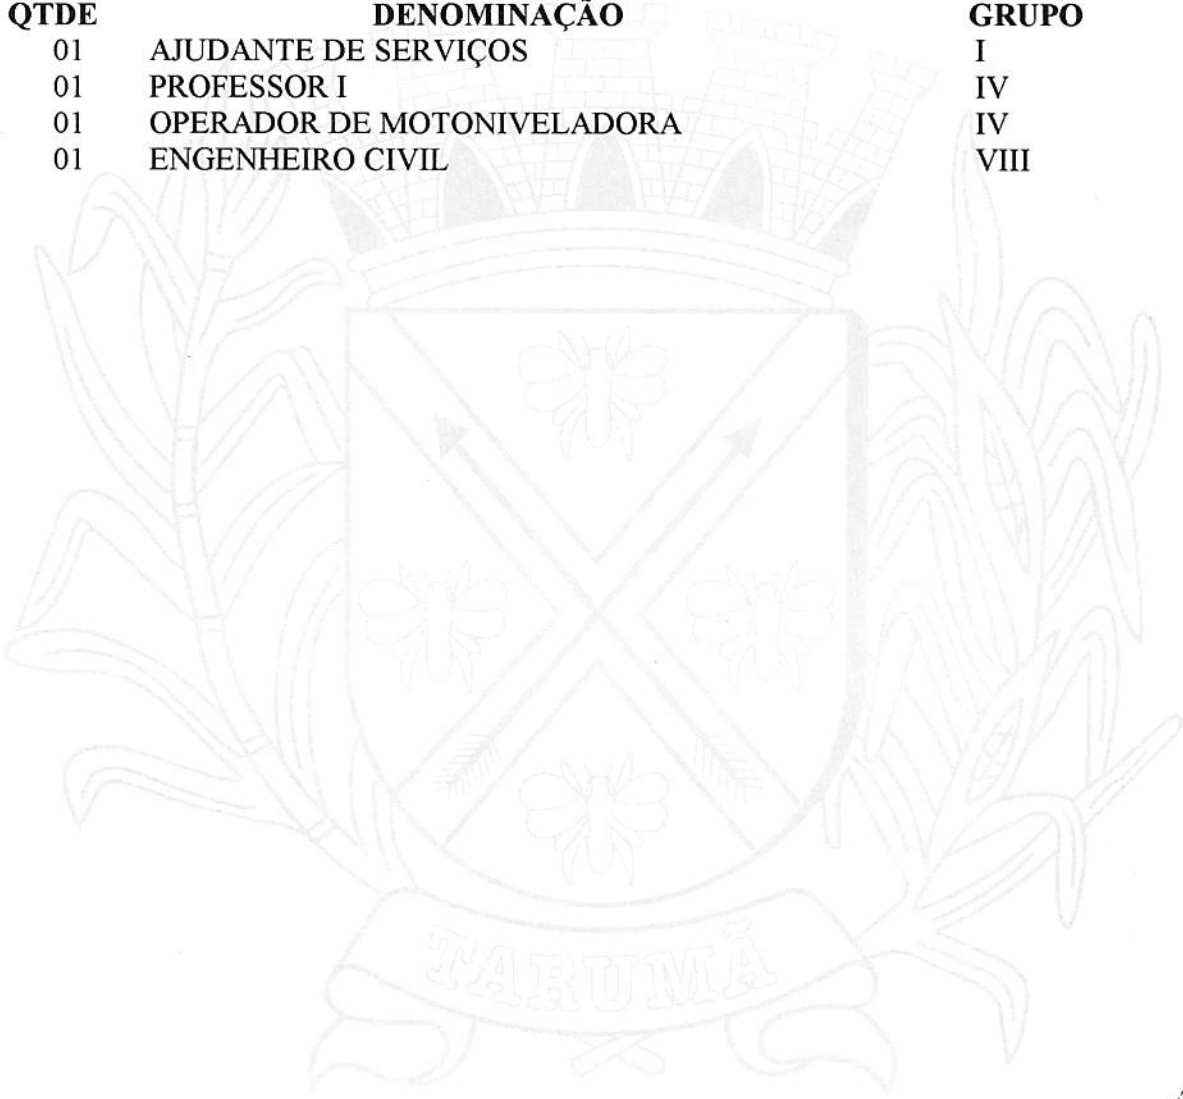 QTDE DENOMINAÇÃO GRUPO
01 AJUDANTE DE SERVIÇOS I
01 PROFESSOR I IV
01 OPERADOR DE MOTONIVELADORA IV
01 ENGENHEIRO CIVIL VIII
TARUMÃ